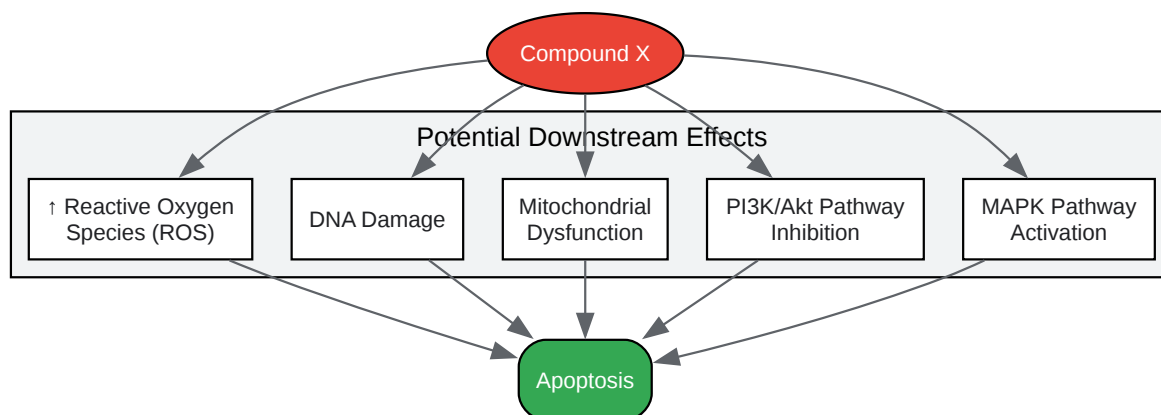 Compound X
Potential Downstream Effects
↑ Reactive Oxygen
Species (ROS)
DNA Damage
Mitochondrial
Dysfunction
PI3K/Akt Pathway
Inhibition
MAPK Pathway
Activation
Apoptosis